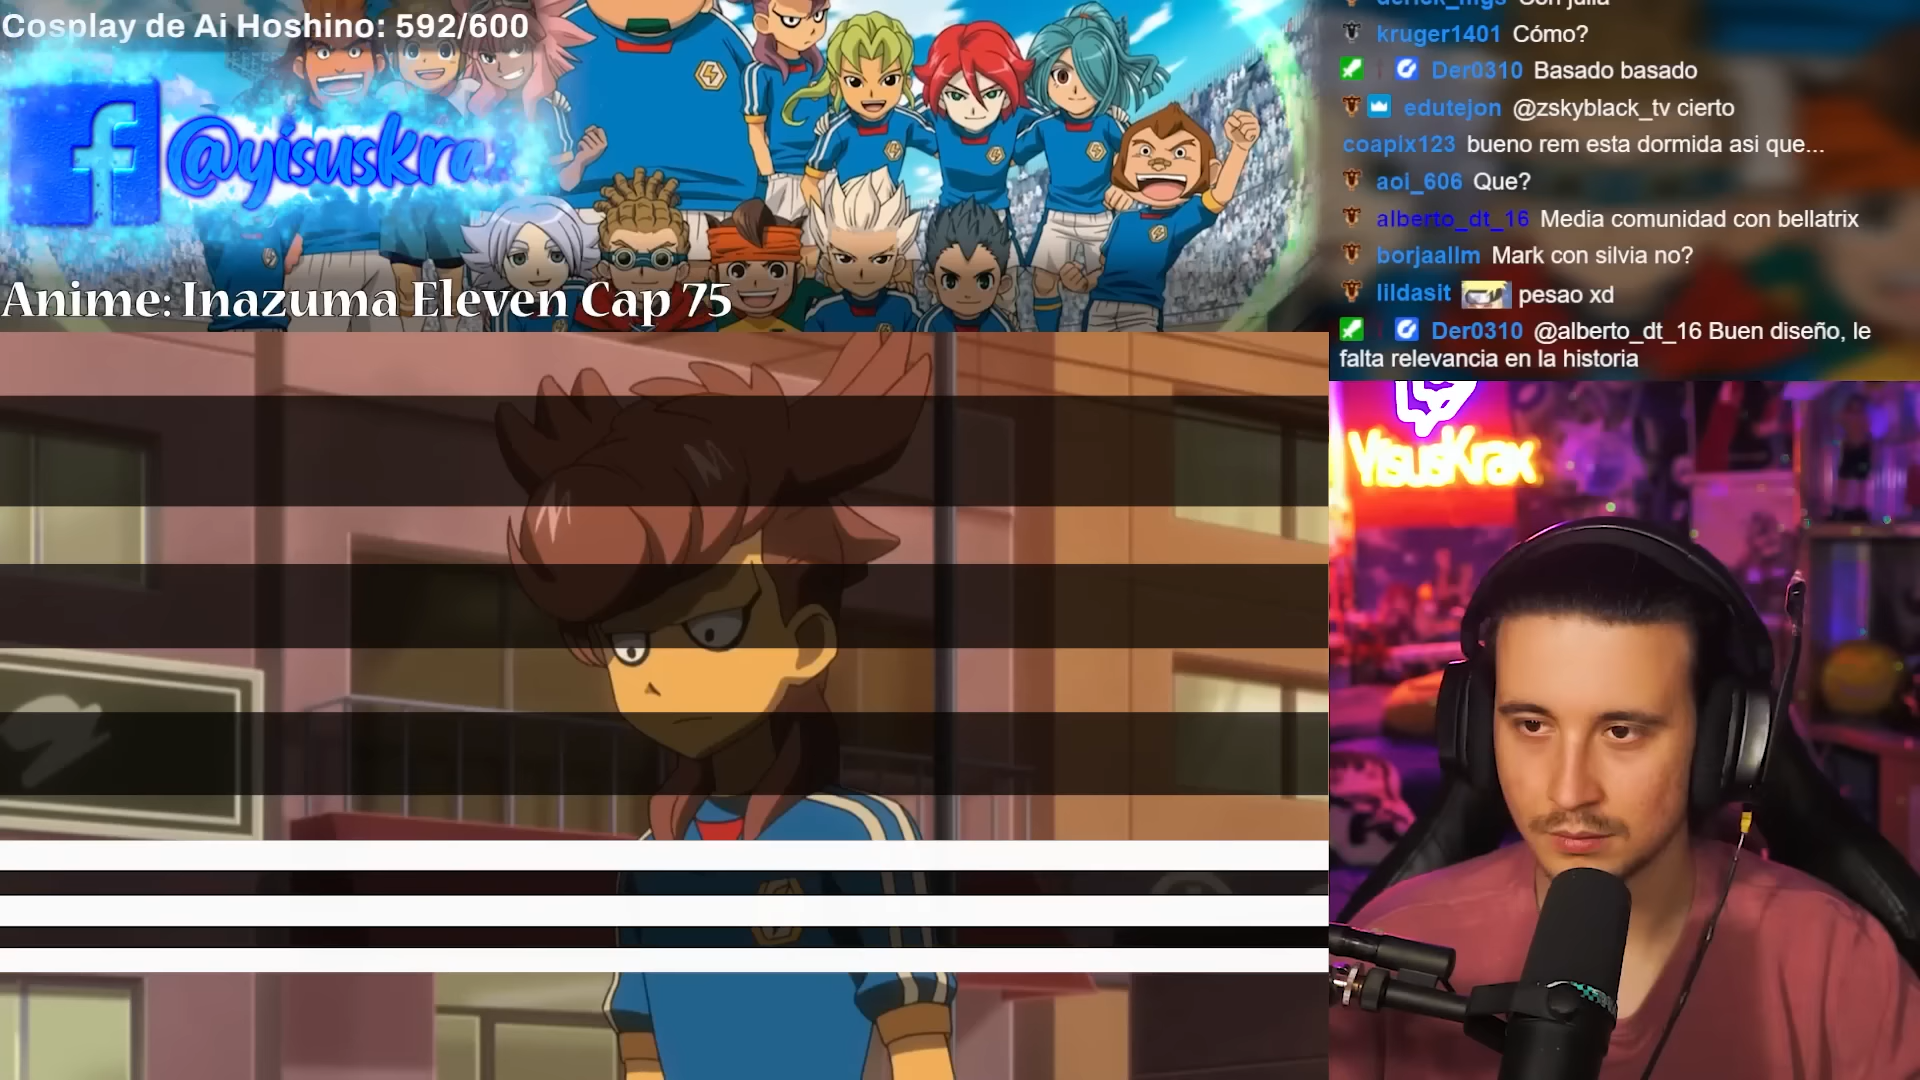 Cosplay de Ai Hoshino: 592/600
@yisuskra
Anime: Inazuma Eleven Cap 75
kruger1401 Cómo?
Der0310 Basado basado
edutejon @zskyblack_tv cierto
coapix123 bueno rem esta dormida asi que...
aoi_606 Que?
alberto_dt_16 Media comunidad con bellatrix
borjaallm Mark con silvia no?
lildasit pesao xd
Der0310 @alberto_dt_16 Buen diseño, le
falta relevancia en la historia
YisusKrax